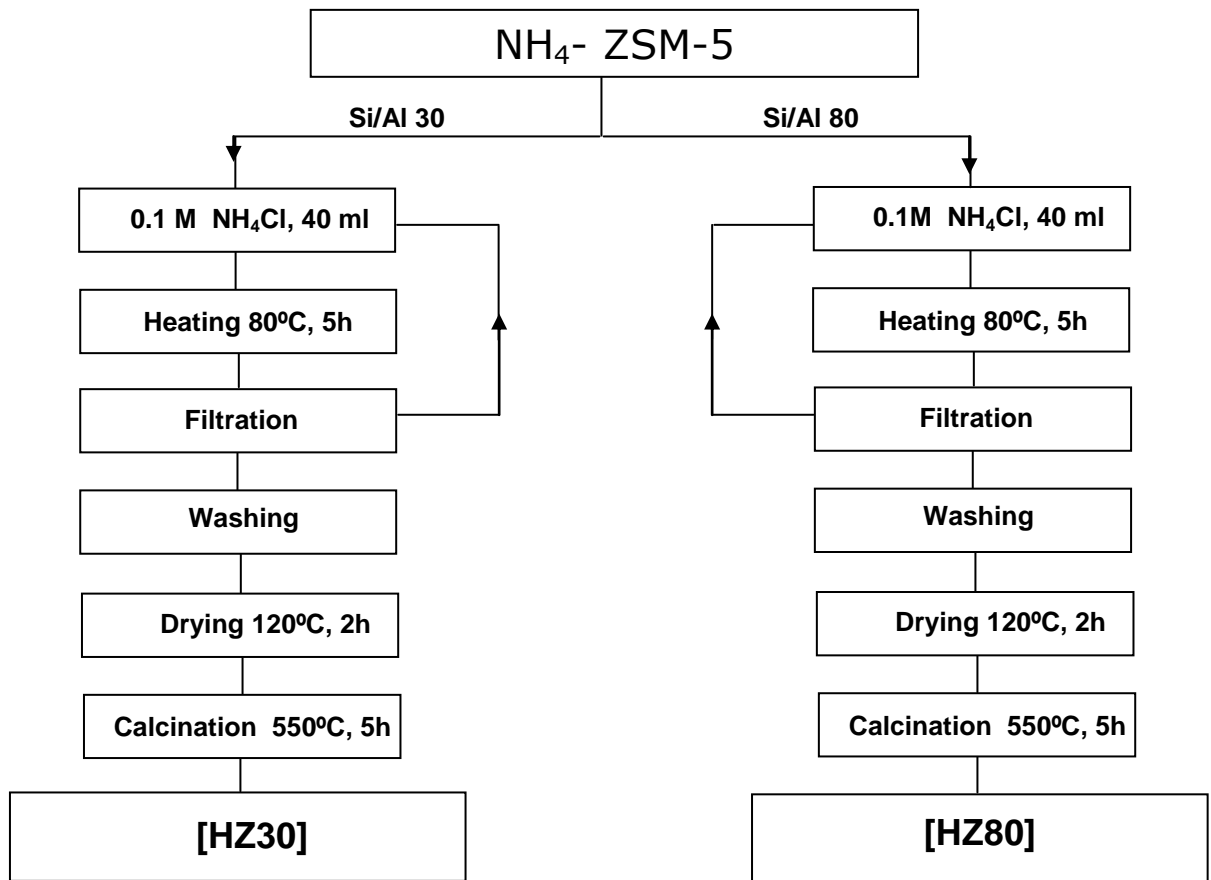 NH₄- ZSM-5
Si/Al 30
Si/Al 80
0.1 M NH₄Cl, 40 ml
0.1M NH₄Cl, 40 ml
Heating 80ºC, 5h
Heating 80ºC, 5h
Filtration
Filtration
Washing
Washing
Drying 120ºC, 2h
Drying 120ºC, 2h
Calcination 550ºC, 5h
Calcination 550ºC, 5h
[HZ30]
[HZ80]